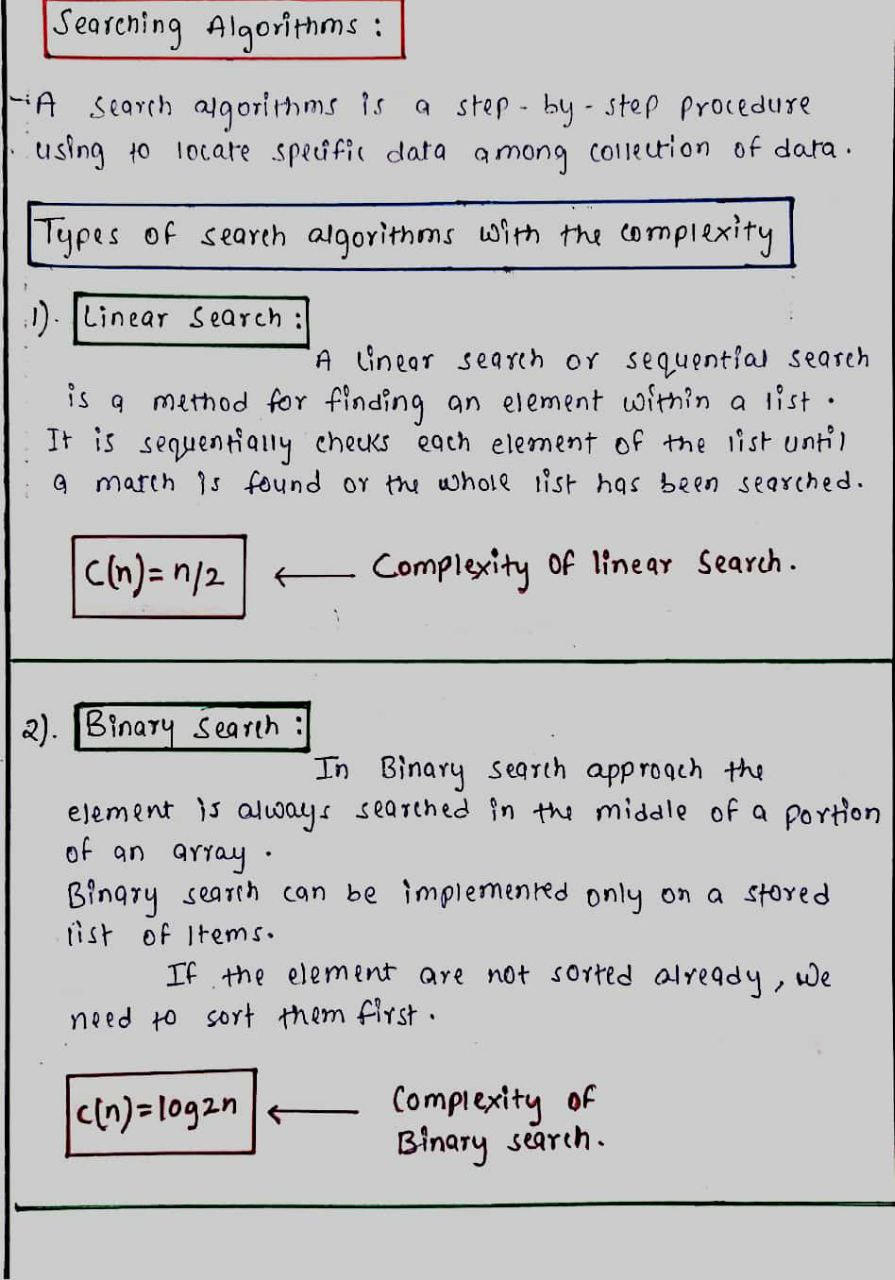 Searching Algorithms :
-:A search algorithms is a step-by-step procedure
using to locate specific data among collection of data.
Types of search algorithms with the complexity
1). Linear Search :
A linear search or sequential search
is a method for finding an element within a list.
It is sequentially checks each element of the list until
a match is found or the whole list has been searched.
C(n)= n/2 ← Complexity of linear Search.
2). Binary Search :
In Binary search approach the
element is always searched in the middle of a portion
of an array.
Binary search can be implemented only on a stored
list of Items.
If the element are not sorted already, we
need to sort them first.
C(n)=log2n ← Complexity of
Binary search.